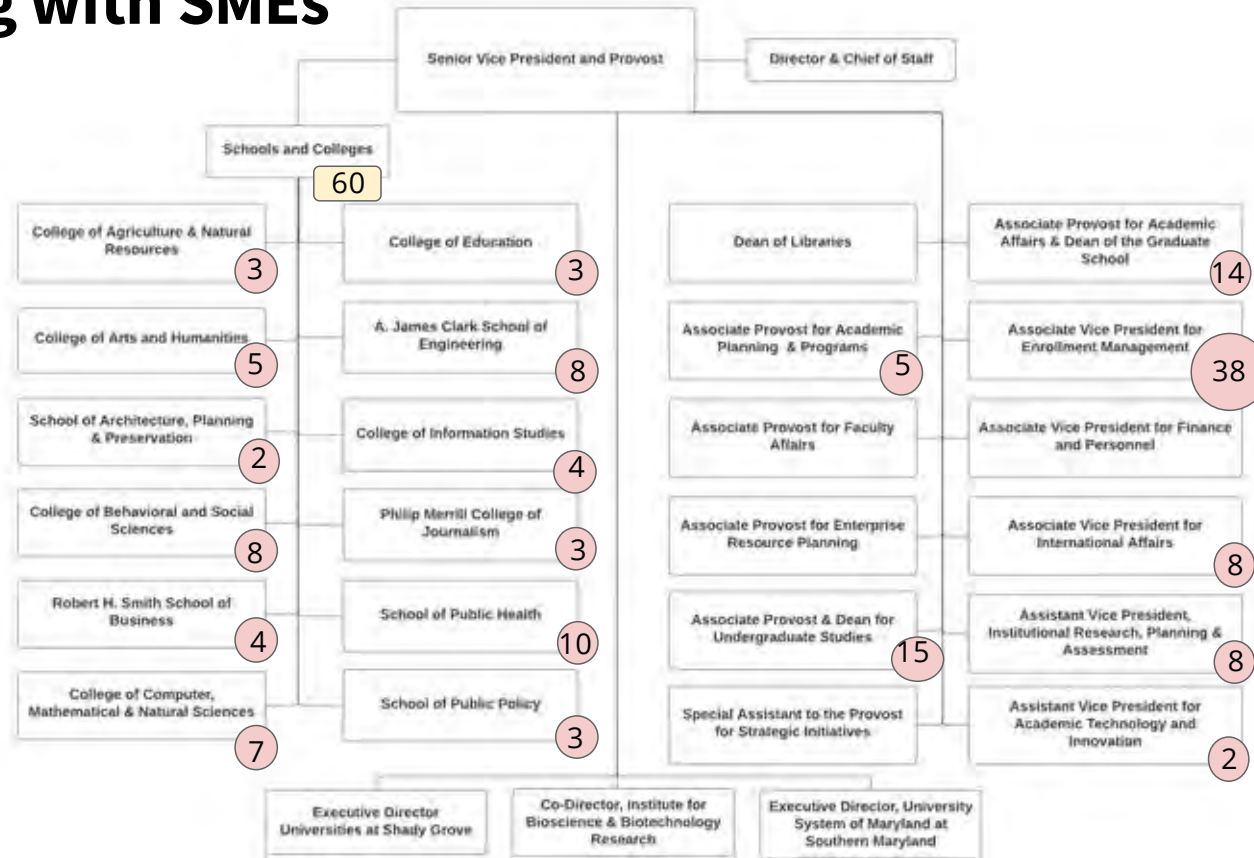 g with SMEs
Senior Vice President and Provost
Director & Chief of Staff
Schools and Colleges
60
College of Agriculture & Natural
Resources
3
College of Education
3
College of Arts and Humanities
5
A. James Clark School of
Engineering
8
School of Architecture, Planning
& Preservation
2
College of Information Studies
4
College of Behavioral and Social
Sciences
8
Philip Merrill College of
Journalism
3
Robert H. Smith School of
Business
4
School of Public Health
10
College of Computer,
Mathematical & Natural Sciences
7
School of Public Policy
3
Dean of Libraries
Associate Provost for Academic
Affairs & Dean of the Graduate
School
14
Associate Provost for Academic
Planning & Programs
5
Associate Vice President for
Enrollment Management
38
Associate Provost for Faculty
Affairs
Associate Vice President for Finance
and Personnel
Associate Provost for Enterprise
Resource Planning
Associate Vice President for
International Affairs
8
Associate Provost & Dean for
Undergraduate Studies
15
Assistant Vice President,
Institutional Research, Planning &
Assessment
8
Special Assistant to the Provost
for Strategic Initiatives
Assistant Vice President for
Academic Technology and
Innovation
2
Executive Director
Universities at Shady Grove
Co-Director, Institute for
Bioscience & Biotechnology
Research
Executive Director, University
System of Maryland at
Southern Maryland